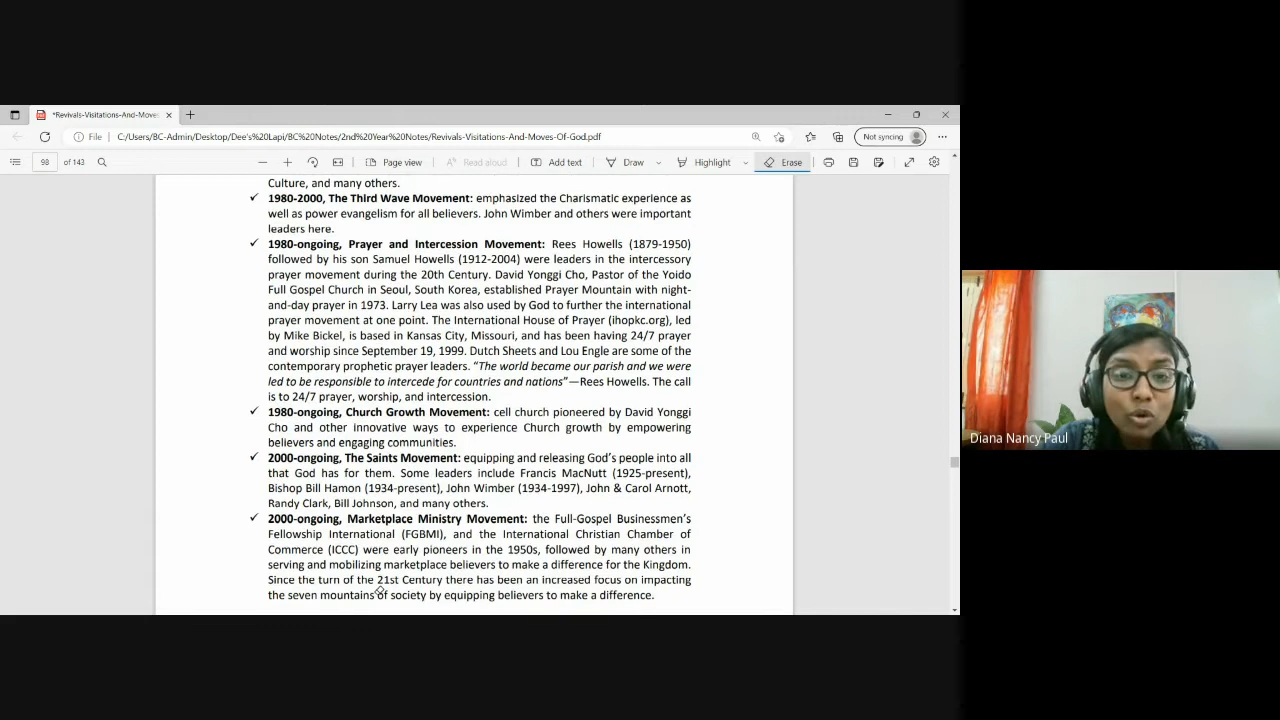 *Revivals-Visitations-And-Move
File
C:/Users/BC-Admin/Desktop/Dee's%20Lapi/BC%20Notes/2nd%20Year%20Notes/Revivals-Visitations-And-Moves-Of-God.pdf
Not syncing
98 of 143
Page view
Read aloud
Add text
Draw
Highlight
Erase
Culture, and many others.
✓ 1980-2000, The Third Wave Movement: emphasized the Charismatic experience as
well as power evangelism for all believers. John Wimber and others were important
leaders here.
✓ 1980-ongoing, Prayer and Intercession Movement: Rees Howells (1879-1950)
followed by his son Samuel Howells (1912-2004) were leaders in the intercessory
prayer movement during the 20th Century. David Yonggi Cho, Pastor of the Yoido
Full Gospel Church in Seoul, South Korea, established Prayer Mountain with night-
and-day prayer in 1973. Larry Lea was also used by God to further the international
prayer movement at one point. The International House of Prayer (ihopkc.org), led
by Mike Bickel, is based in Kansas City, Missouri, and has been having 24/7 prayer
and worship since September 19, 1999. Dutch Sheets and Lou Engle are some of the
contemporary prophetic prayer leaders. “The world became our parish and we were
led to be responsible to intercede for countries and nations”—Rees Howells. The call
is to 24/7 prayer, worship, and intercession.
✓ 1980-ongoing, Church Growth Movement: cell church pioneered by David Yonggi
Cho and other innovative ways to experience Church growth by empowering
believers and engaging communities.
✓ 2000-ongoing, The Saints Movement: equipping and releasing God’s people into all
that God has for them. Some leaders include Francis MacNutt (1925-present),
Bishop Bill Hamon (1934-present), John Wimber (1934-1997), John & Carol Arnott,
Randy Clark, Bill Johnson, and many others.
✓ 2000-ongoing, Marketplace Ministry Movement: the Full-Gospel Businessmen’s
Fellowship International (FGBMI), and the International Christian Chamber of
Commerce (ICCC) were early pioneers in the 1950s, followed by many others in
serving and mobilizing marketplace believers to make a difference for the Kingdom.
Since the turn of the 21st Century there has been an increased focus on impacting
the seven mountains of society by equipping believers to make a difference.
Diana Nancy Paul